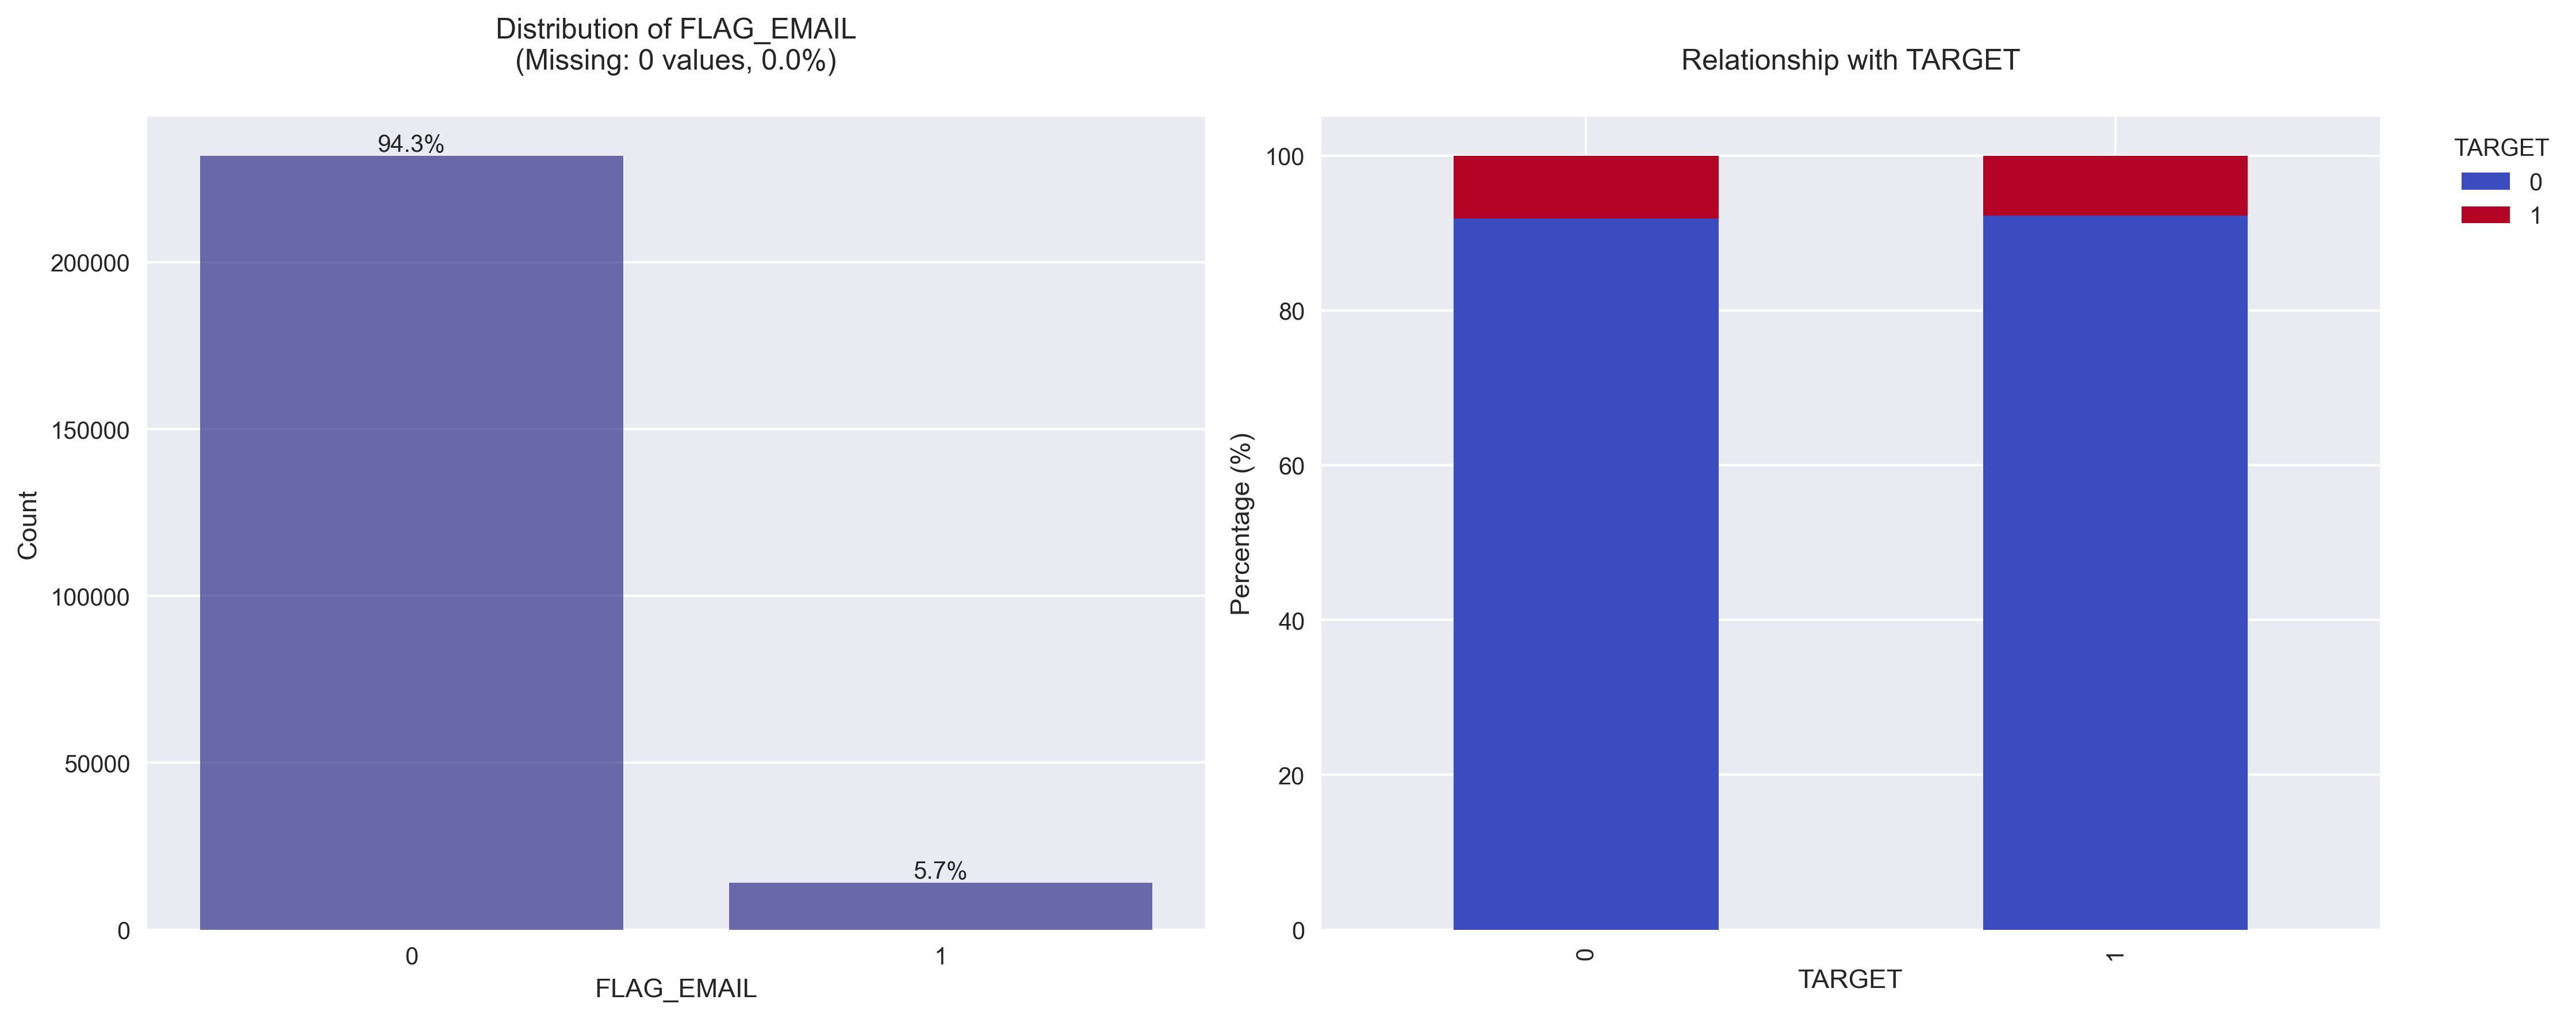 Distribution of FLAG_EMAIL
(Missing: 0 values, 0.0%)
94.3%
5.7%
Count
200000
150000
100000
50000
0
0
1
FLAG_EMAIL
Relationship with TARGET
Percentage (%)
100
80
60
40
20
0
0
1
TARGET
TARGET
0
1